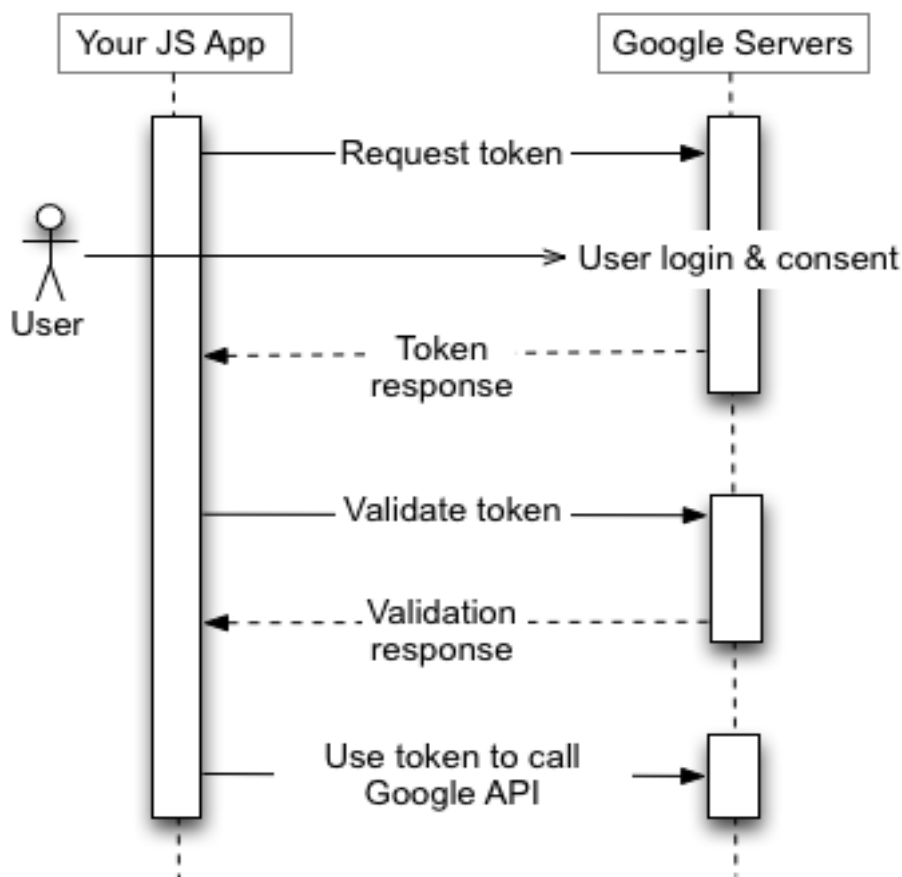 Your JS App
Google Servers
Request token
User login & consent
User
Token
response
Validate token
Validation
response
Use token to call
Google API